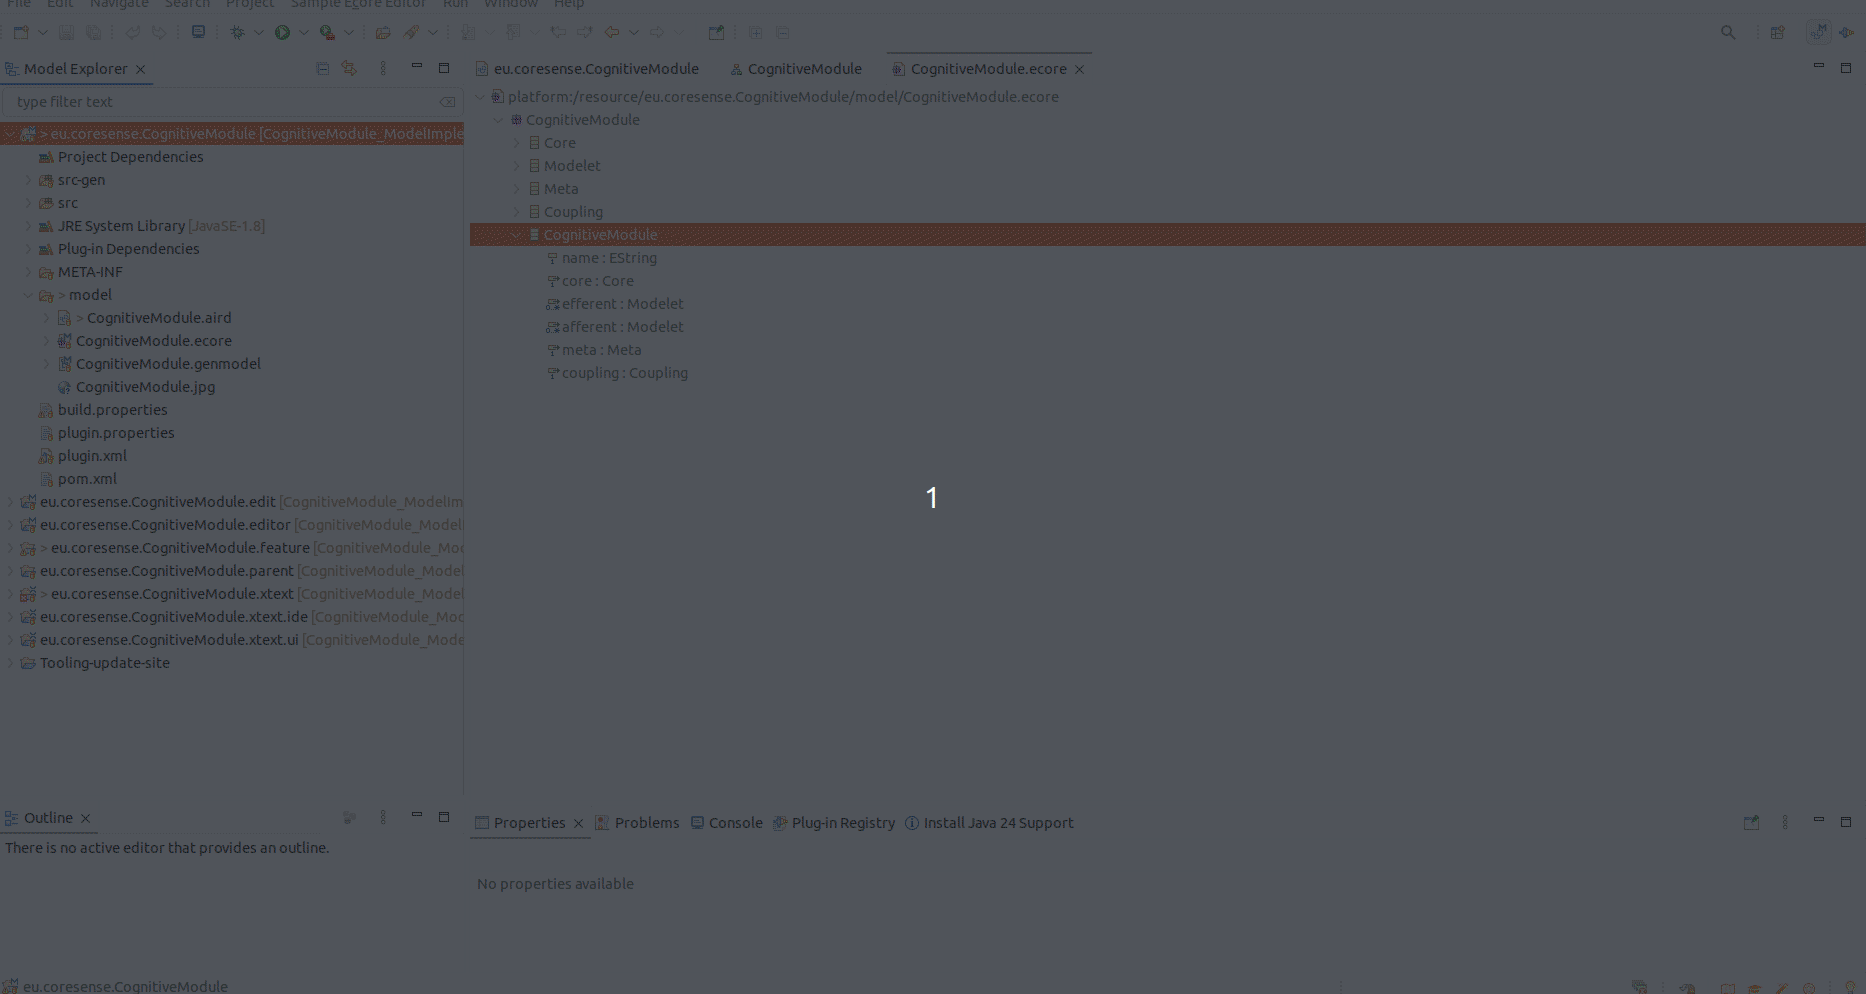 File Edit Navigate Search Project Sample Ecore Editor Run Window Help
Model Explorer
type filter text
> eu.coresense.CognitiveModule [CognitiveModule_ModelImple
Project Dependencies
src-gen
src
JRE System Library [JavaSE-1.8]
Plug-in Dependencies
META-INF
> model
> CognitiveModule.aird
CognitiveModule.ecore
CognitiveModule.genmodel
CognitiveModule.jpg
build.properties
plugin.properties
plugin.xml
pom.xml
eu.coresense.CognitiveModule.edit [CognitiveModule_ModelIm
eu.coresense.CognitiveModule.editor [CognitiveModule_Model
> eu.coresense.CognitiveModule.feature [CognitiveModule_Mod
eu.coresense.CognitiveModule.parent [CognitiveModule_Model
> eu.coresense.CognitiveModule.xtext [CognitiveModule_Model
eu.coresense.CognitiveModule.xtext.ide [CognitiveModule_Mod
eu.coresense.CognitiveModule.xtext.ui [CognitiveModule_Mode
Tooling-update-site
eu.coresense.CognitiveModule CognitiveModule CognitiveModule.ecore
platform:/resource/eu.coresense.CognitiveModule/model/CognitiveModule.ecore
CognitiveModule
Core
Modelet
Meta
Coupling
CognitiveModule
name : EString
core : Core
efferent : Modelet
afferent : Modelet
meta : Meta
coupling : Coupling
1
Outline
There is no active editor that provides an outline.
Properties Problems Console Plug-in Registry Install Java 24 Support
No properties available
eu.coresense.CognitiveModule